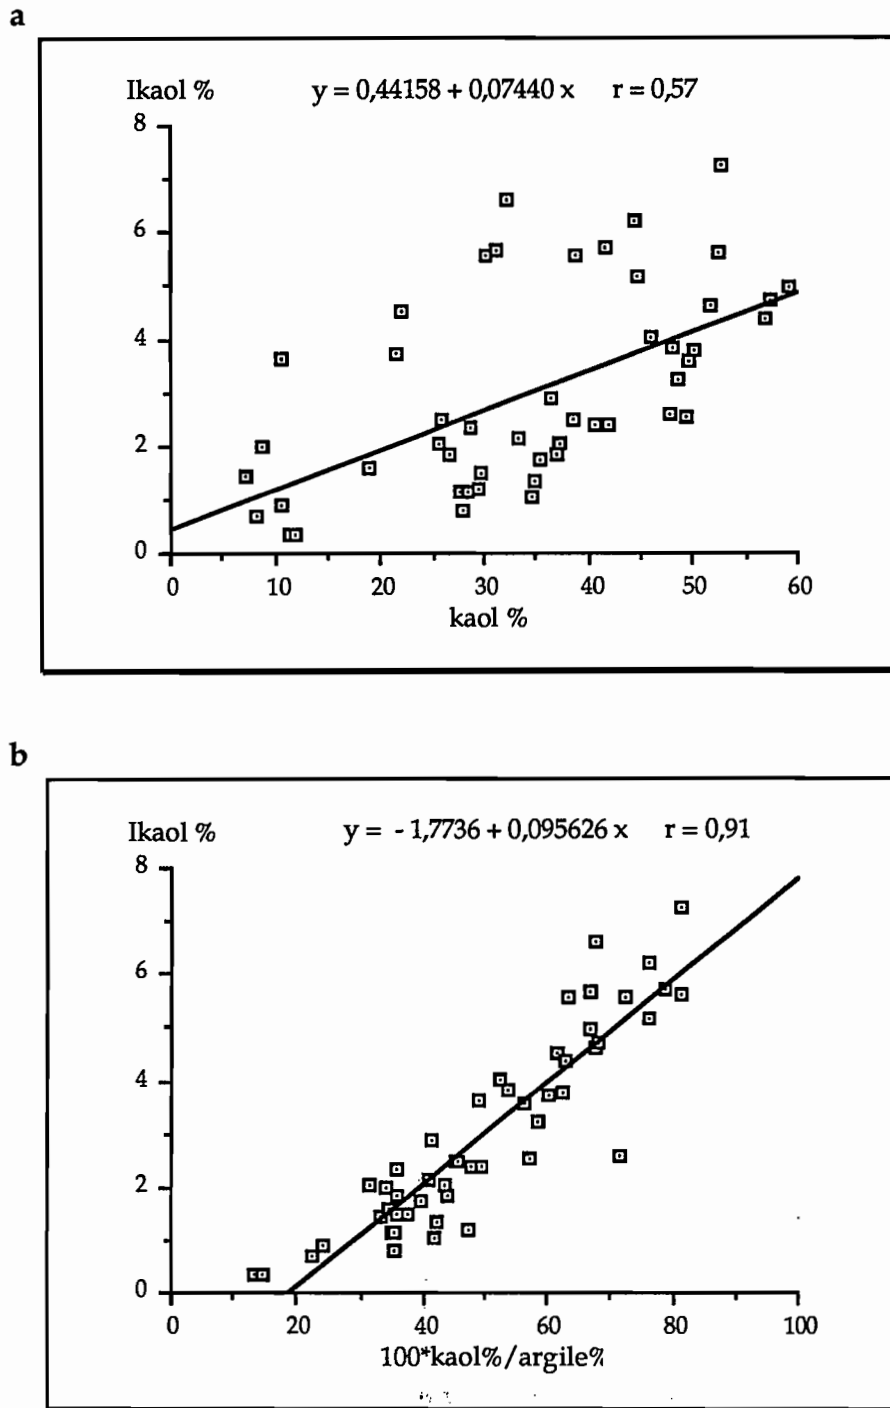 a
Ikaol % y = 0,44158 + 0,07440 x r = 0,57
8
6
4
2
0
0 10 20 30 40 50 60
kaol %
b
Ikaol % y = - 1,7736 + 0,095626 x r = 0,91
8
6
4
2
0
0 20 40 60 80 100
100*kaol%/argile%